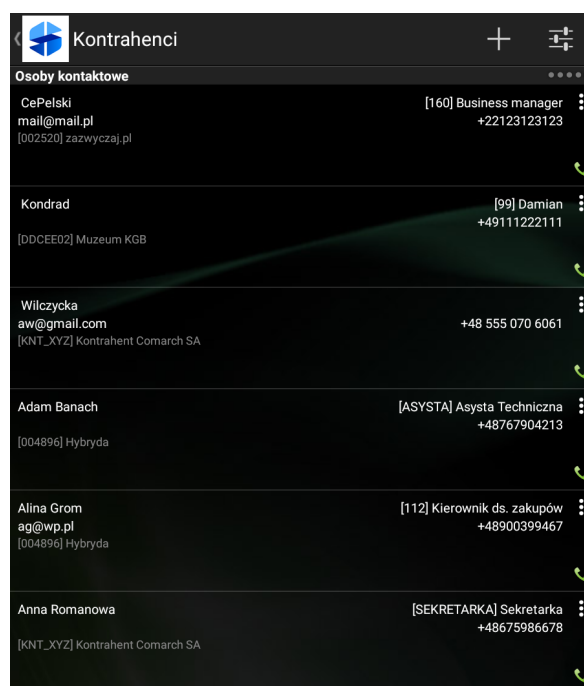 Kontrahenci
Osoby kontaktowe
CePelski [160] Business manager
mail@mail.pl +22123123123
[002520] zazwyczaj.pl
Kondrad [99] Damian
+49111222111
[DDCEE02] Muzeum KGB
Wilczycka
aw@gmail.com +48 555 070 6061
[KNT_XYZ] Kontrahent Comarch SA
Adam Banach [ASYSTA] Asysta Techniczna
+48767904213
[004896] Hybryda
Alina Grom [112] Kierownik ds. zakupów
ag@wp.pl +48900399467
[004896] Hybryda
Anna Romanowa [SEKRETARKA] Sekretarka
+48675986678
[KNT_XYZ] Kontrahent Comarch SA